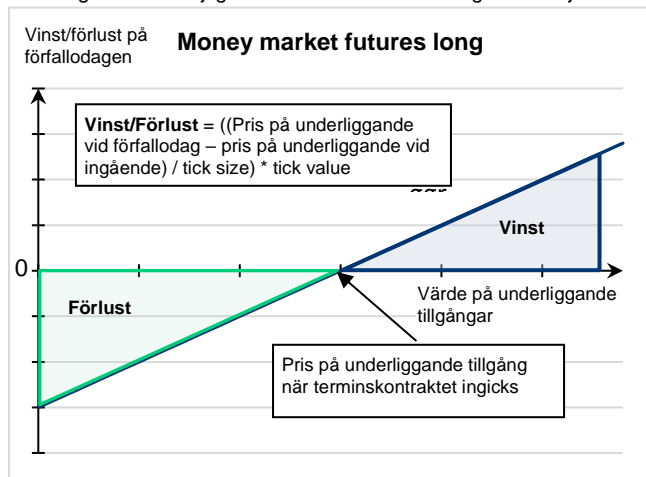 Vinst/förlust på
förfallodagen
Money market futures long
Vinst/Förlust = ((Pris på underliggande
vid förfallodag – pris på underliggande vid
ingående) / tick size) * tick value
Vinst
0
Förlust
Värde på underliggande
tillgångar
Pris på underliggande tillgång
när terminskontraktet ingicks